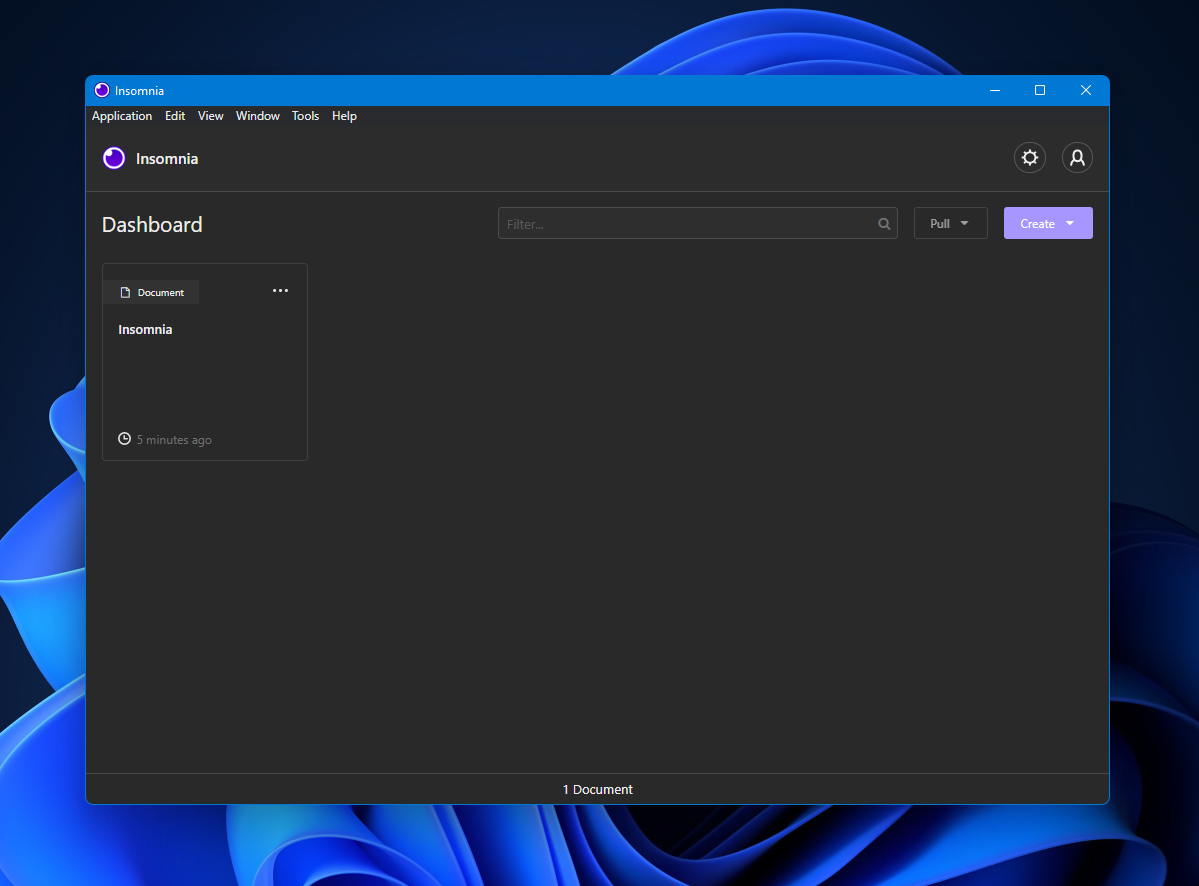 Insomnia
Application Edit View Window Tools Help
Insomnia
Dashboard Filter... Pull Create
Document
Insomnia
5 minutes ago
1 Document